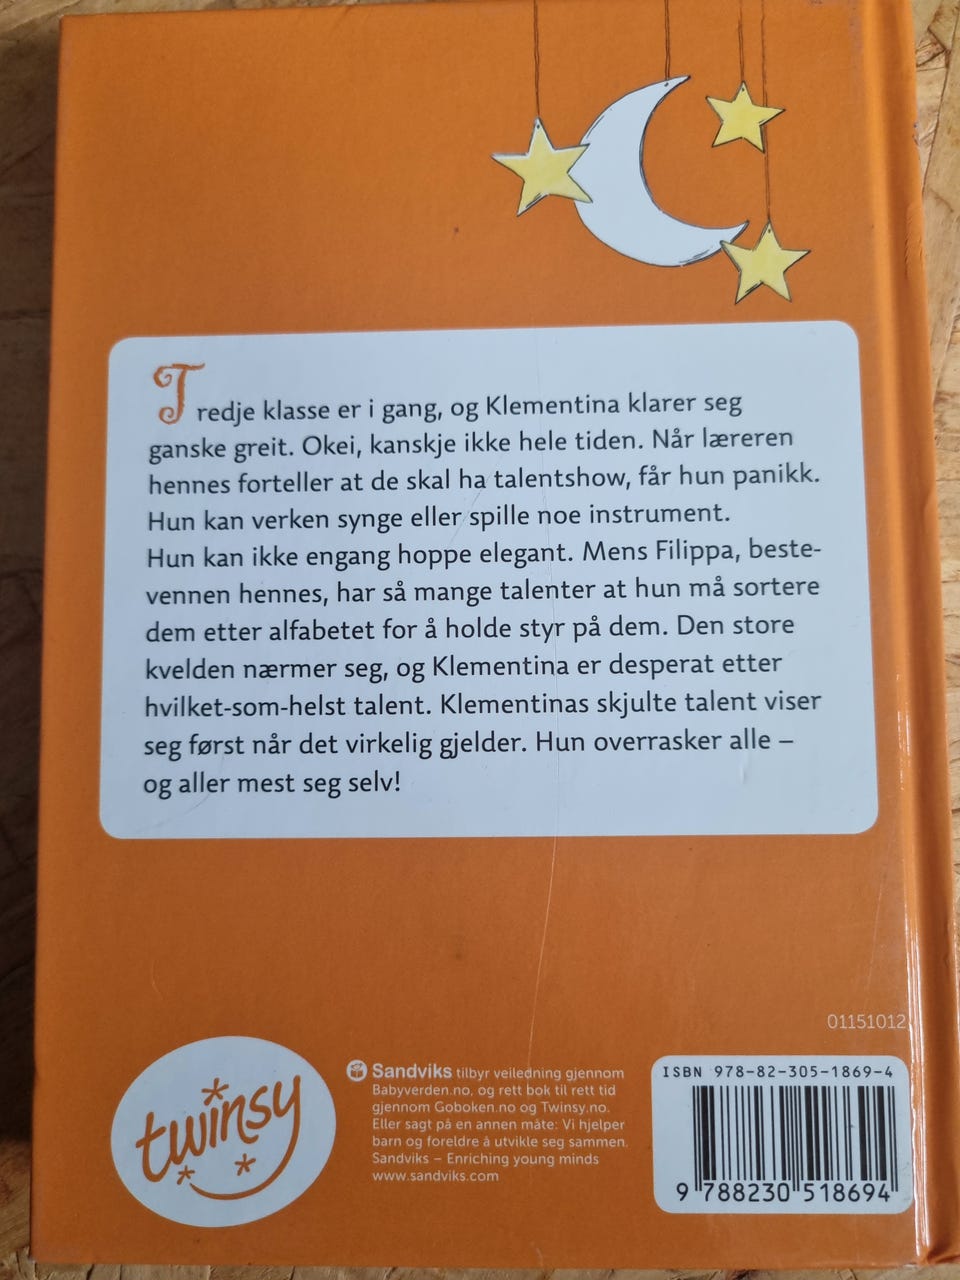 Tredje klasse er i gang, og Klementina klarer seg
ganske greit. Okei, kanskje ikke hele tiden. Når læreren
hennes forteller at de skal ha talentshow, får hun panikk.
Hun kan verken synge eller spille noe instrument.
Hun kan ikke engang hoppe elegant. Mens Filippa, beste-
vennen hennes, har så mange talenter at hun må sortere
dem etter alfabetet for å holde styr på dem. Den store
kvelden nærmer seg, og Klementina er desperat etter
hvilket-som-helst talent. Klementinas skjulte talent viser
seg først når det virkelig gjelder. Hun overrasker alle –
og aller mest seg selv!
01151012
twinsy
Sandviks tilbyr veiledning gjennom
Babyverden.no, og rett bok til rett tid
gjennom Goboken.no og Twinsy.no.
Eller sagt på en annen måte: Vi hjelper
barn og foreldre å utvikle seg sammen.
Sandviks – Enriching young minds
www.sandviks.com
ISBN 978-82-305-1869-4
9 788230 518694